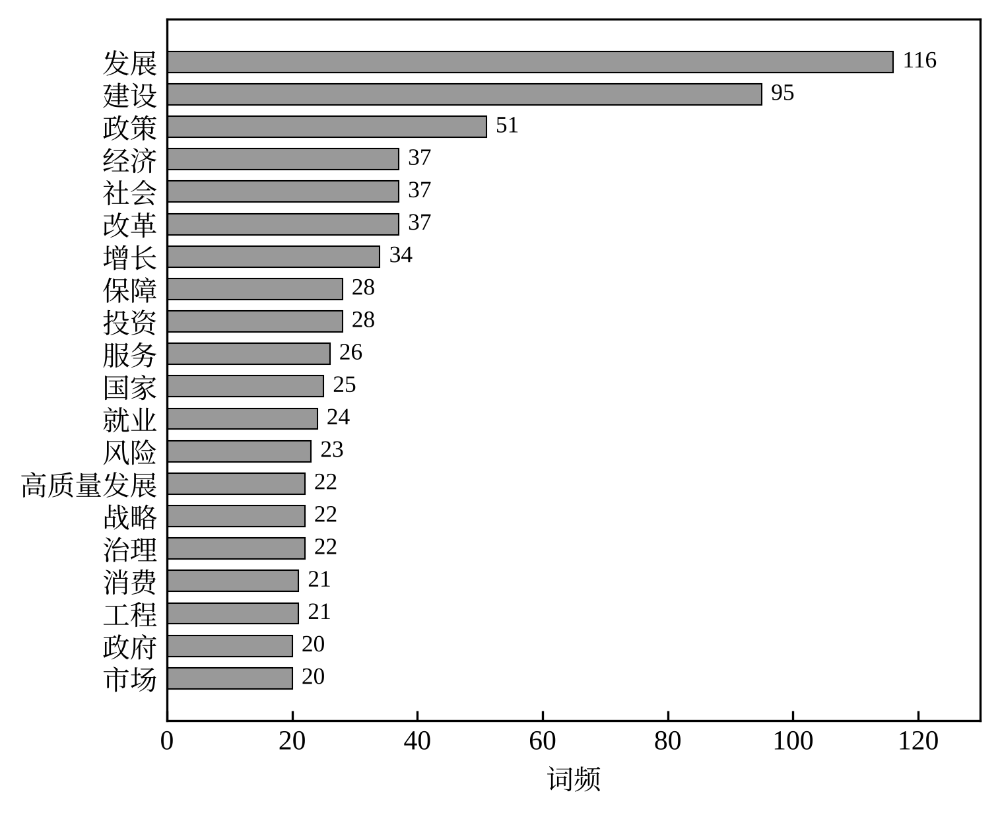 发展 116
建设 95
政策 51
经济 37
社会 37
改革 37
增长 34
保障 28
投资 28
服务 26
国家 25
就业 24
风险 23
高质量发展 22
战略 22
治理 22
消费 21
工程 21
政府 20
市场 20
0 20 40 60 80 100 120
词频